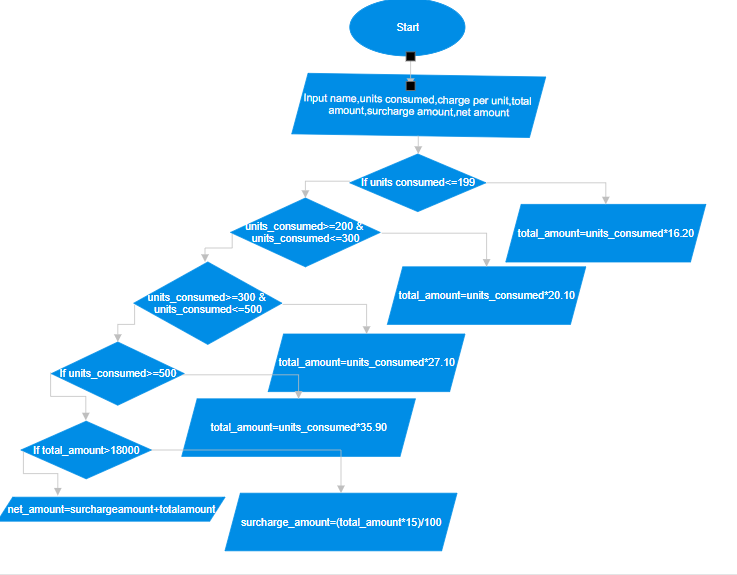 Start
Input name,units consumed,charge per unit,total
amount,surcharge amount,net amount
If units consumed<=199
units_consumed>=200 &
units_consumed<=300
total_amount=units_consumed*16.20
units_consumed>=300 &
units_consumed<=500
total_amount=units_consumed*20.10
If units_consumed>=500
total_amount=units_consumed*27.10
total_amount=units_consumed*35.90
If total_amount>18000
net_amount=surchargeamount+totalamount
surcharge_amount=(total_amount*15)/100